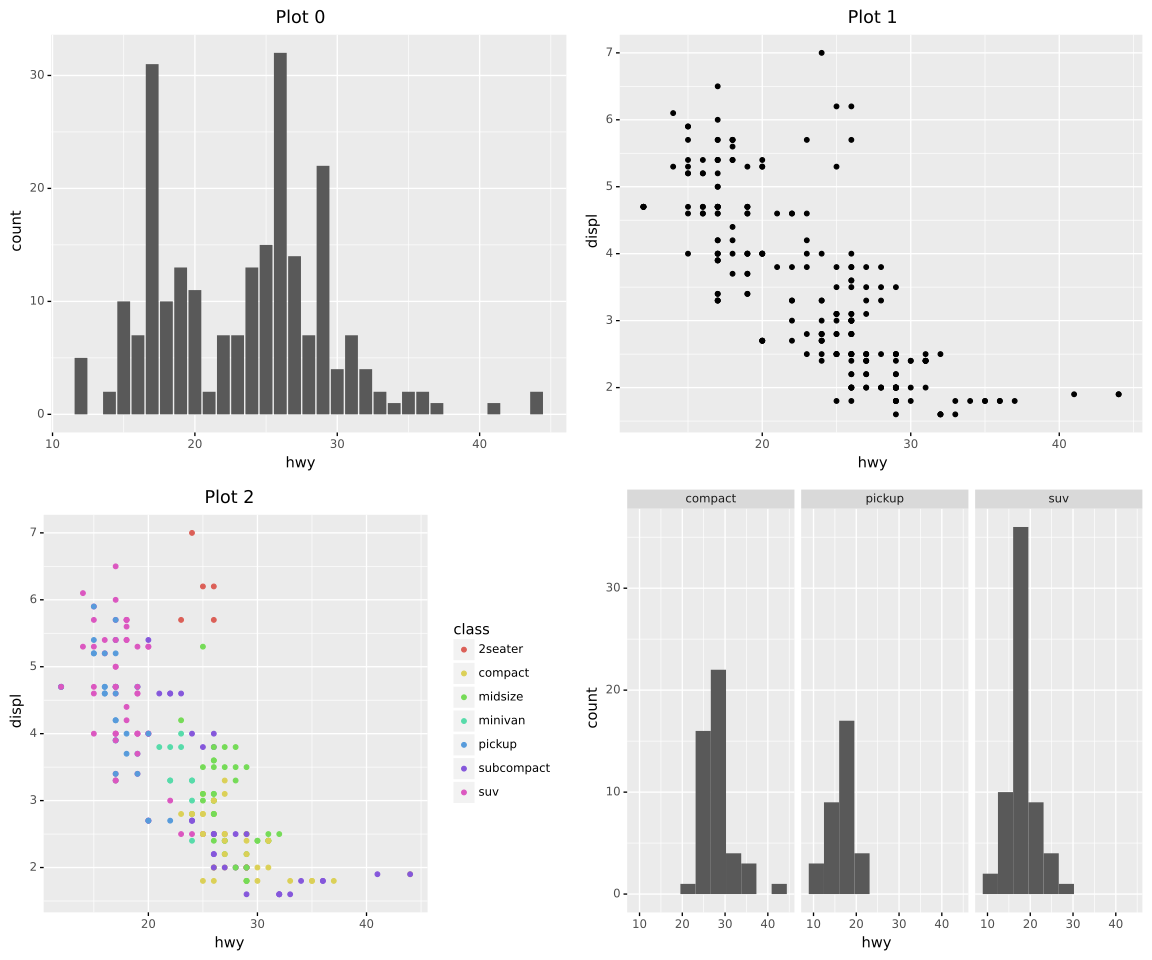 Plot 0
30
20
10
0
count
10 20 30 40
hwy
Plot 1
7
6
5
4
3
2
displ
20 30 40
hwy
Plot 2
7
6
5
4
3
2
displ
20 30 40
hwy
class
2seater
compact
midsize
minivan
pickup
subcompact
suv
compact pickup suv
30
20
10
0
count
10 20 30 40 10 20 30 40 10 20 30 40
hwy